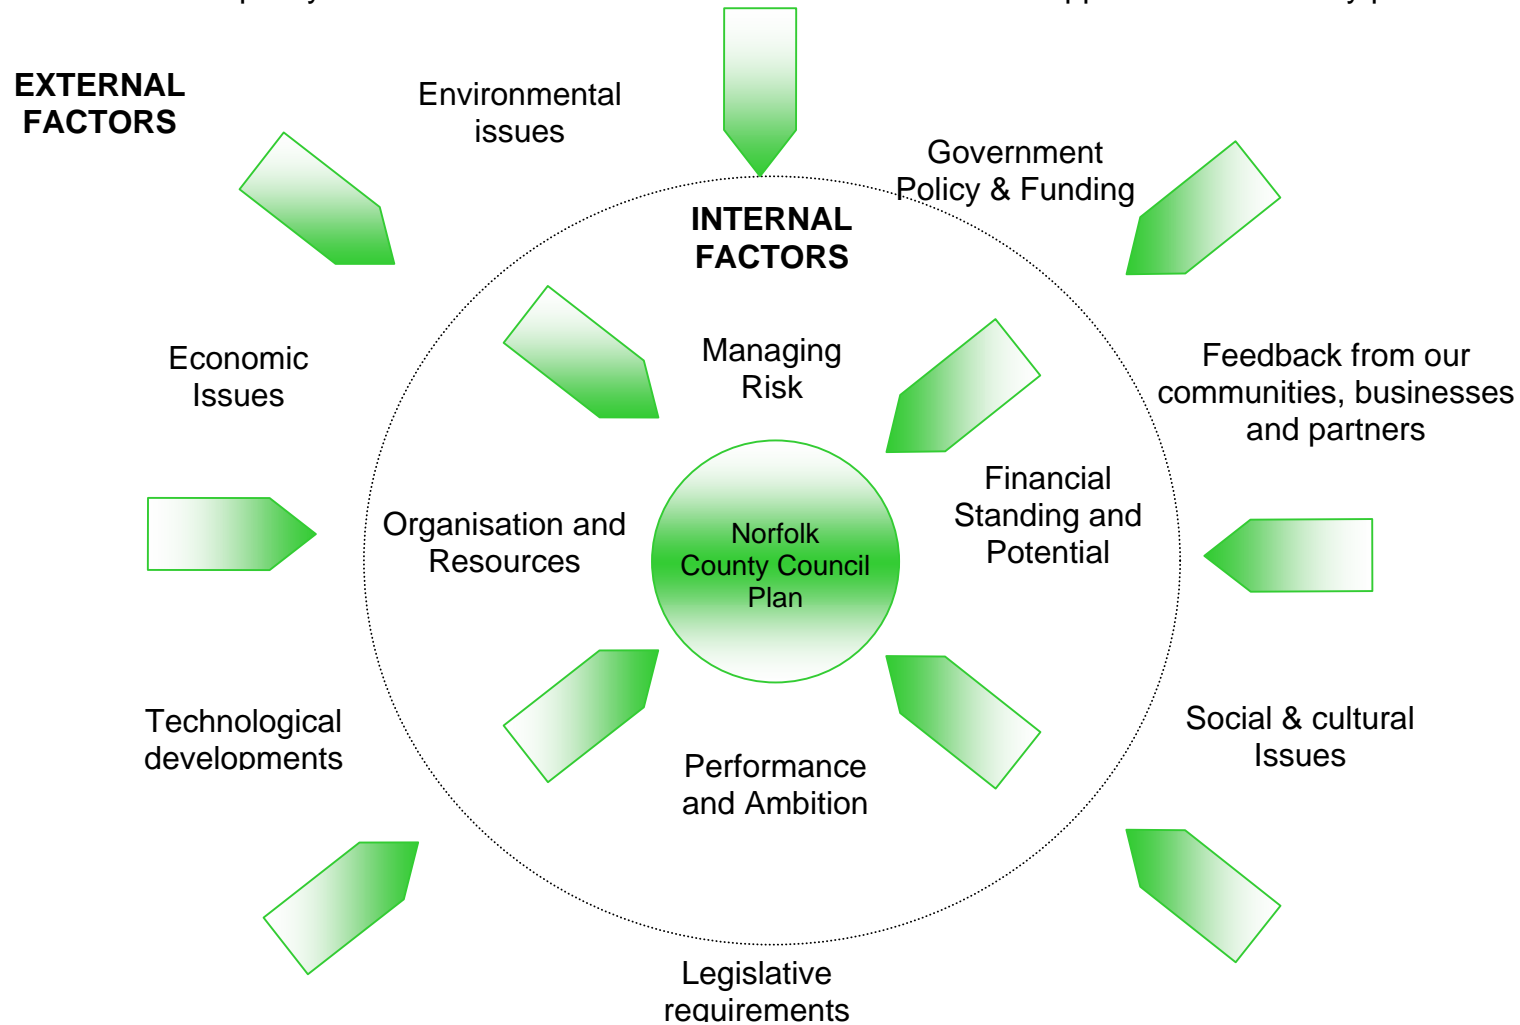 EXTERNAL
FACTORS
Environmental
issues
Government
Policy & Funding
INTERNAL
FACTORS
Managing
Risk
Economic
Issues
Feedback from our
communities, businesses
and partners
Organisation and
Resources
Norfolk
County Council
Plan
Financial
Standing and
Potential
Technological
developments
Performance
and Ambition
Social & cultural
Issues
Legislative
requirements